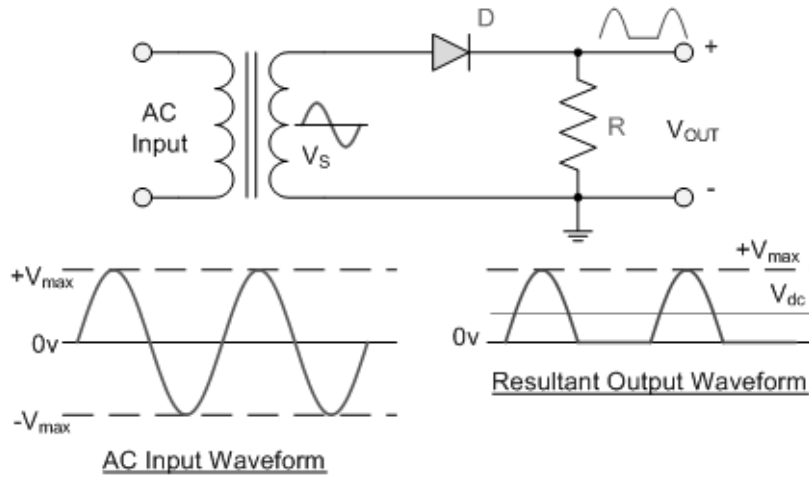 D
+
AC
Input
V_S
R
V_OUT
-
+V_max
0v
-V_max
AC Input Waveform
+V_max
V_dc
0v
Resultant Output Waveform